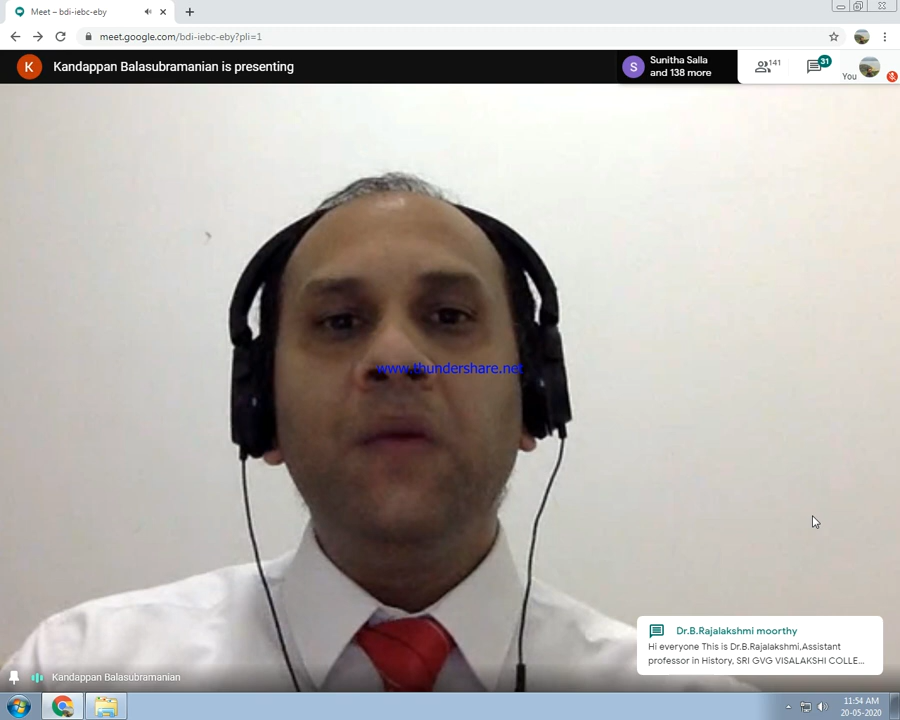 Meet – bdi-iebc-eby
meet.google.com/bdi-iebc-eby?pli=1
K
Kandappan Balasubramanian is presenting
S
Sunitha Salla
and 138 more
141
31
You
www.thundershare.net
Dr.B.Rajalakshmi moorthy
Hi everyone This is Dr.B.Rajalakshmi,Assistant
professor in History, SRI GVG VISALAKSHI COLLE...
Kandappan Balasubramanian
11:54 AM
20-05-2020